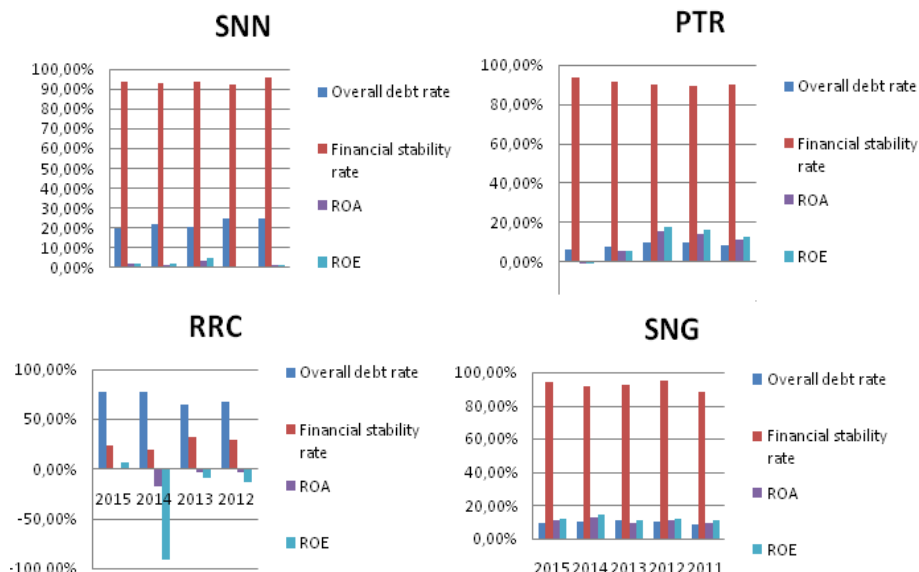 SNN
100,00%
90,00%
80,00%
70,00%
60,00%
50,00%
40,00%
30,00%
20,00%
10,00%
0,00%
Overall debt rate
Financial stability
rate
ROA
ROE
PTR
100,00%
80,00%
60,00%
40,00%
20,00%
0,00%
Overall debt rate
Financial stability
rate
ROA
ROE
RRC
100,00%
50,00%
0,00%
-50,00%
-100,00%
2015 2014 2013 2012
Overall debt rate
Financial stability
rate
ROA
ROE
SNG
100,00%
80,00%
60,00%
40,00%
20,00%
0,00%
2015 2014 2013 2012 2011
Overall debt rate
Financial stability
rate
ROA
ROE